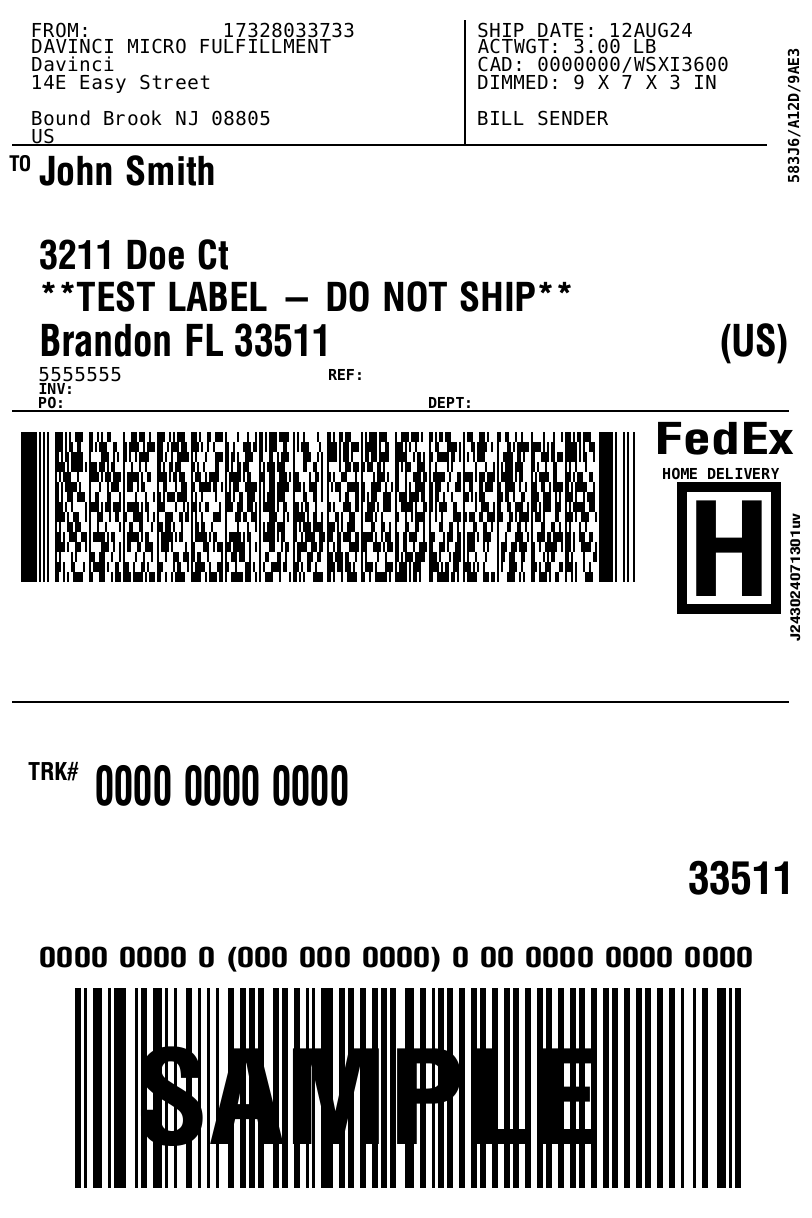 FROM: 17328033733
DAVINCI MICRO FULFILLMENT
Davinci
14E Easy Street
Bound Brook NJ 08805
US
SHIP DATE: 12AUG24
ACTWGT: 3.00 LB
CAD: 0000000/WSXI3600
DIMMED: 9 X 7 X 3 IN
BILL SENDER
583J6/A12D/9AE3
TO John Smith
3211 Doe Ct
**TEST LABEL – DO NOT SHIP**
Brandon FL 33511 (US)
5555555 REF:
INV:
PO: DEPT:
FedEx
HOME DELIVERY
H
J243024071301uv
TRK# 0000 0000 0000
33511
0000 0000 0 (000 000 0000) 0 00 0000 0000 0000
SAMPLE